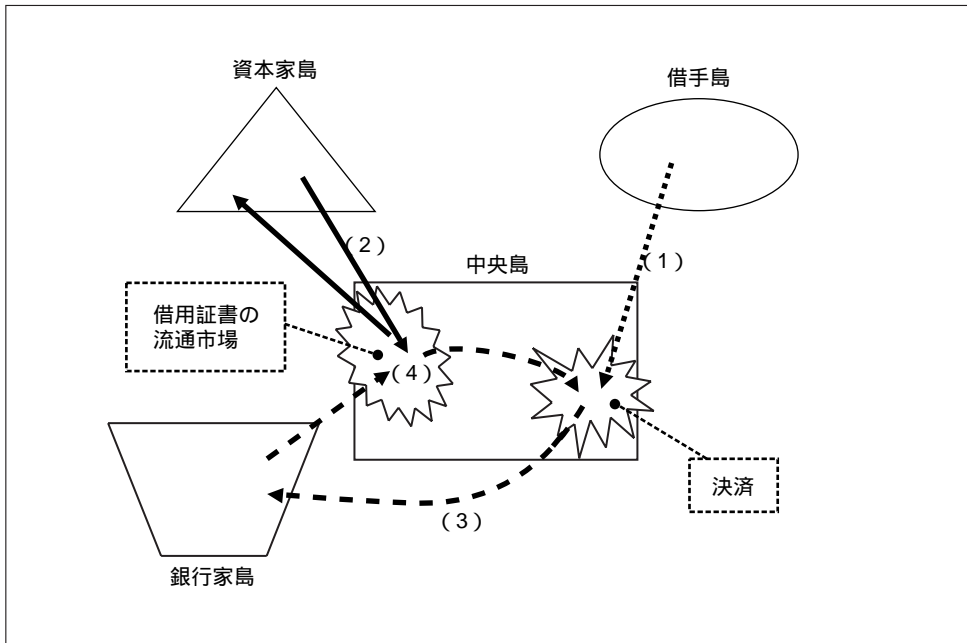 資本家島
借手島
（２）
（１）
中央島
借用証書の
流通市場
（４）
決済
（３）
銀行家島